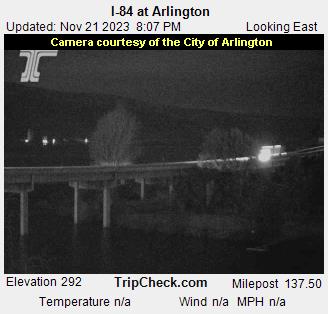 I-84 at Arlington
Updated: Nov 21 2023 8:07 PM Looking East
Camera courtesy of the City of Arlington
Elevation 292 TripCheck.com Milepost 137.50
Temperature n/a Wind n/a MPH n/a